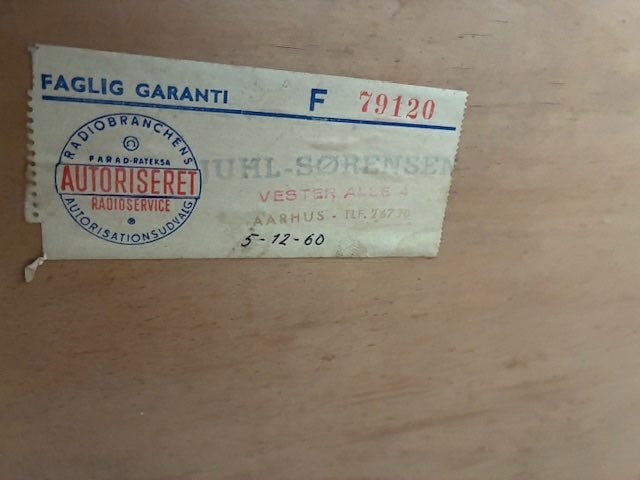 FAGLIG GARANTI F 79120
RADIOBRANCHENS
FARAD-RATEKSA
AUTORISERET
RADIOSERVICE
AUTORISATIONSUDVALG
JUHL-SØRENSEN
VESTER ALLE 4
AARHUS - TLF. 26770
5-12-60